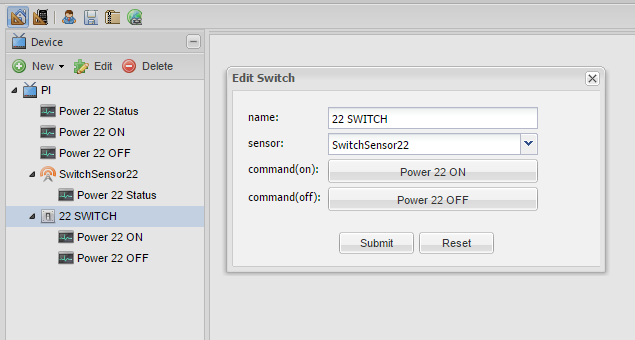 Device
New Edit Delete
PI
Power 22 Status
Power 22 ON
Power 22 OFF
SwitchSensor22
Power 22 Status
22 SWITCH
Power 22 ON
Power 22 OFF
Edit Switch
name: 22 SWITCH
sensor: SwitchSensor22
command(on): Power 22 ON
command(off): Power 22 OFF
Submit Reset